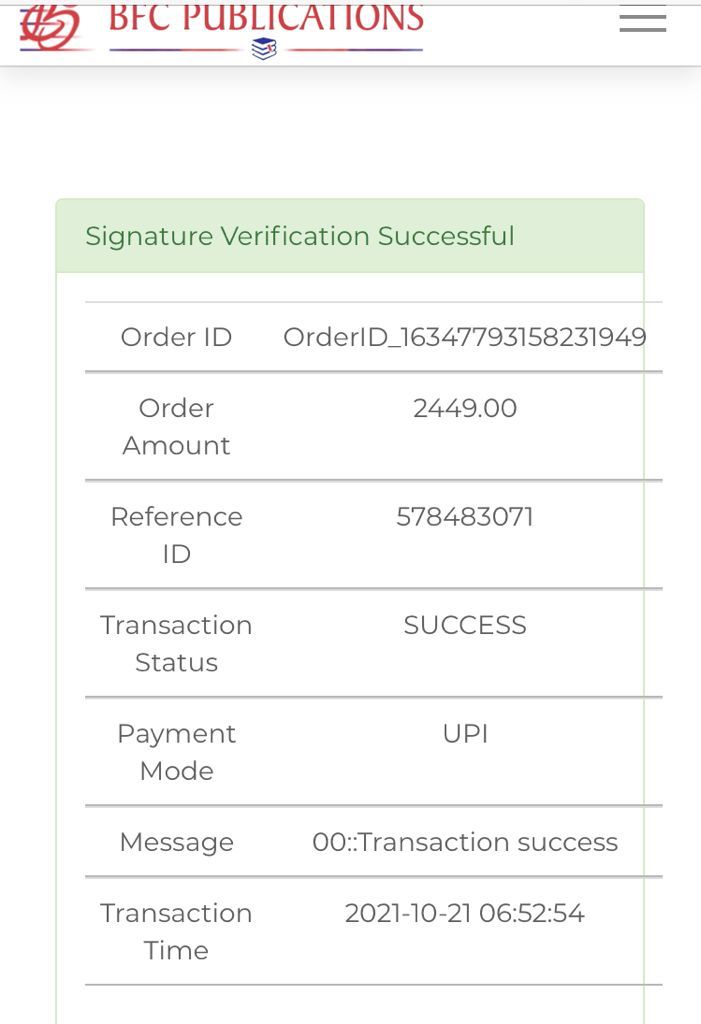 BFC PUBLICATIONS
Signature Verification Successful
Order ID OrderID_16347793158231949
Order 2449.00
Amount
Reference 578483071
ID
Transaction SUCCESS
Status
Payment UPI
Mode
Message 00::Transaction success
Transaction 2021-10-21 06:52:54
Time